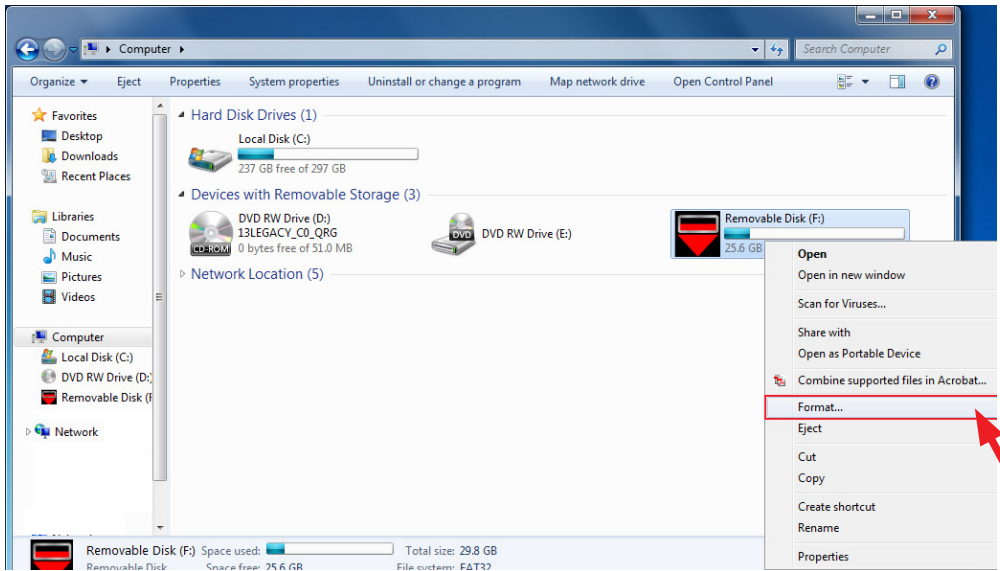 Computer
Search Computer
Organize Eject Properties System properties Uninstall or change a program Map network drive Open Control Panel
Favorites
Desktop
Downloads
Recent Places
Libraries
Documents
Music
Pictures
Videos
Computer
Local Disk (C:)
DVD RW Drive (D:)
Removable Disk (F
Network
Hard Disk Drives (1)
Local Disk (C:)
237 GB free of 297 GB
Devices with Removable Storage (3)
DVD RW Drive (D:)
13LEGACY_C0_QRG
CD-ROM
0 bytes free of 51.0 MB
DVD
DVD RW Drive (E:)
Removable Disk (F:)
25.6 GB
Network Location (5)
Open
Open in new window
Scan for Viruses...
Share with
Open as Portable Device
Combine supported files in Acrobat...
Format...
Eject
Cut
Copy
Create shortcut
Rename
Properties
Removable Disk (F:) Space used: Total size: 29.8 GB
Removable Disk Space free: 25.6 GB File system: FAT32